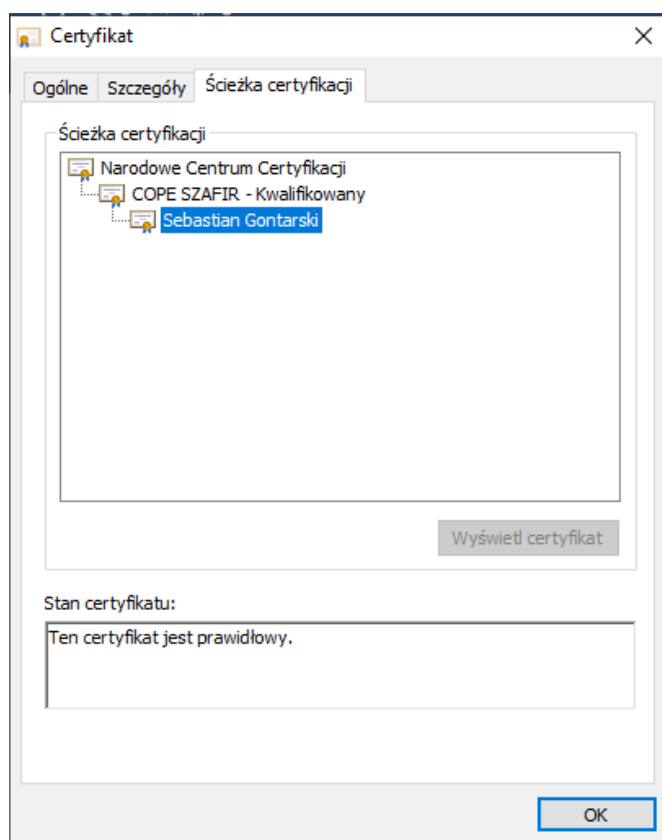 Certyfikat
Ogólne Szczegóły Ścieżka certyfikacji
Ścieżka certyfikacji
Narodowe Centrum Certyfikacji
COPE SZAFIR - Kwalifikowany
Sebastian Gontarski
Wyświetl certyfikat
Stan certyfikatu:
Ten certyfikat jest prawidłowy.
OK